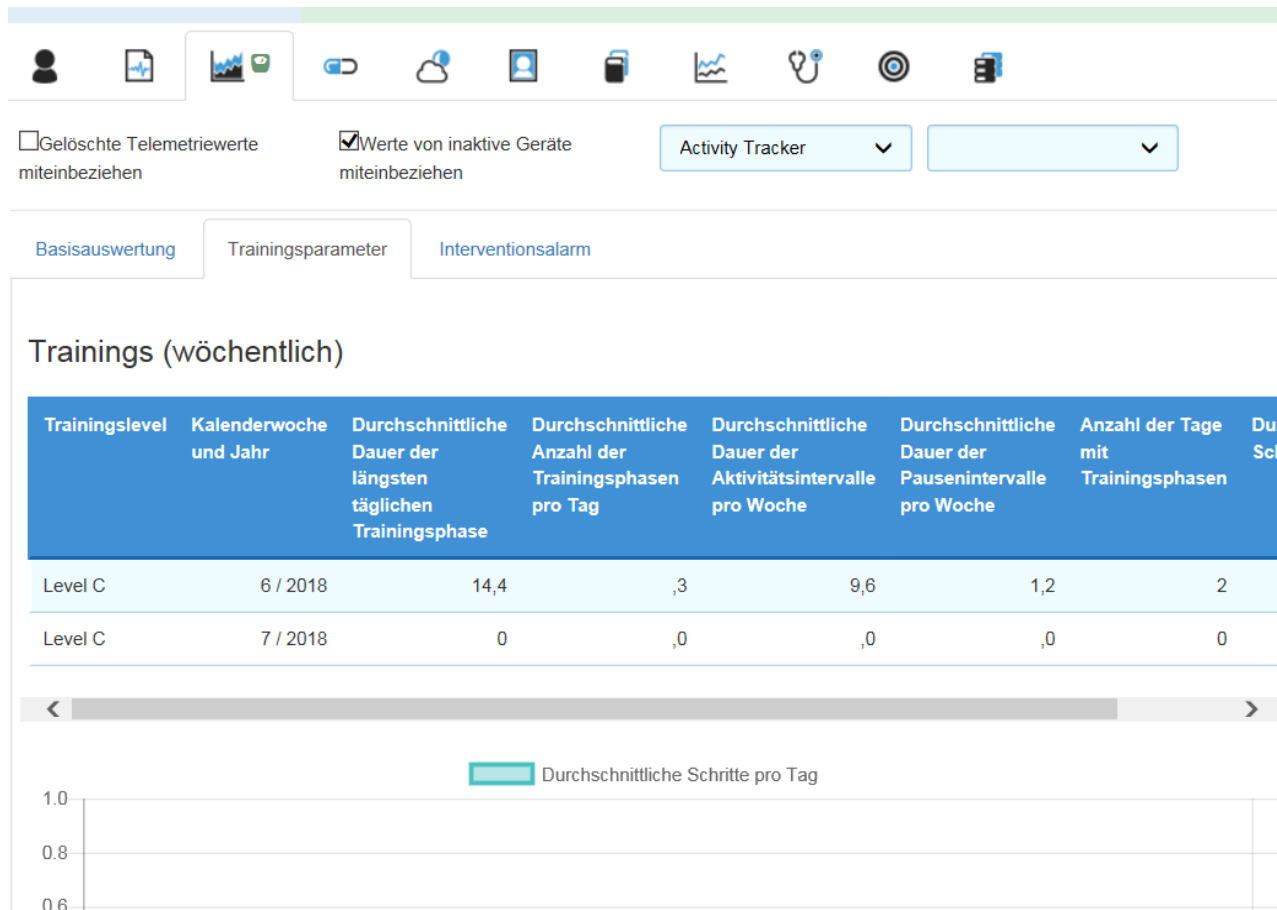 Gelöschte Telemetriewerte
miteinbeziehen
Werte von inaktive Geräte
miteinbeziehen
Activity Tracker
Basisauswertung Trainingsparameter Interventionsalarm
Trainings (wöchentlich)
Trainingslevel
Kalenderwoche
und Jahr
Durchschnittliche
Dauer der
längsten
täglichen
Trainingsphase
Durchschnittliche
Anzahl der
Trainingsphasen
pro Tag
Durchschnittliche
Dauer der
Aktivitätsintervalle
pro Woche
Durchschnittliche
Dauer der
Pausenintervalle
pro Woche
Anzahl der Tage
mit
Trainingsphasen
Level C 6 / 2018 14,4 ,3 9,6 1,2 2
Level C 7 / 2018 0 ,0 ,0 ,0 0
Durchschnittliche Schritte pro Tag
1.0
0.8
0.6